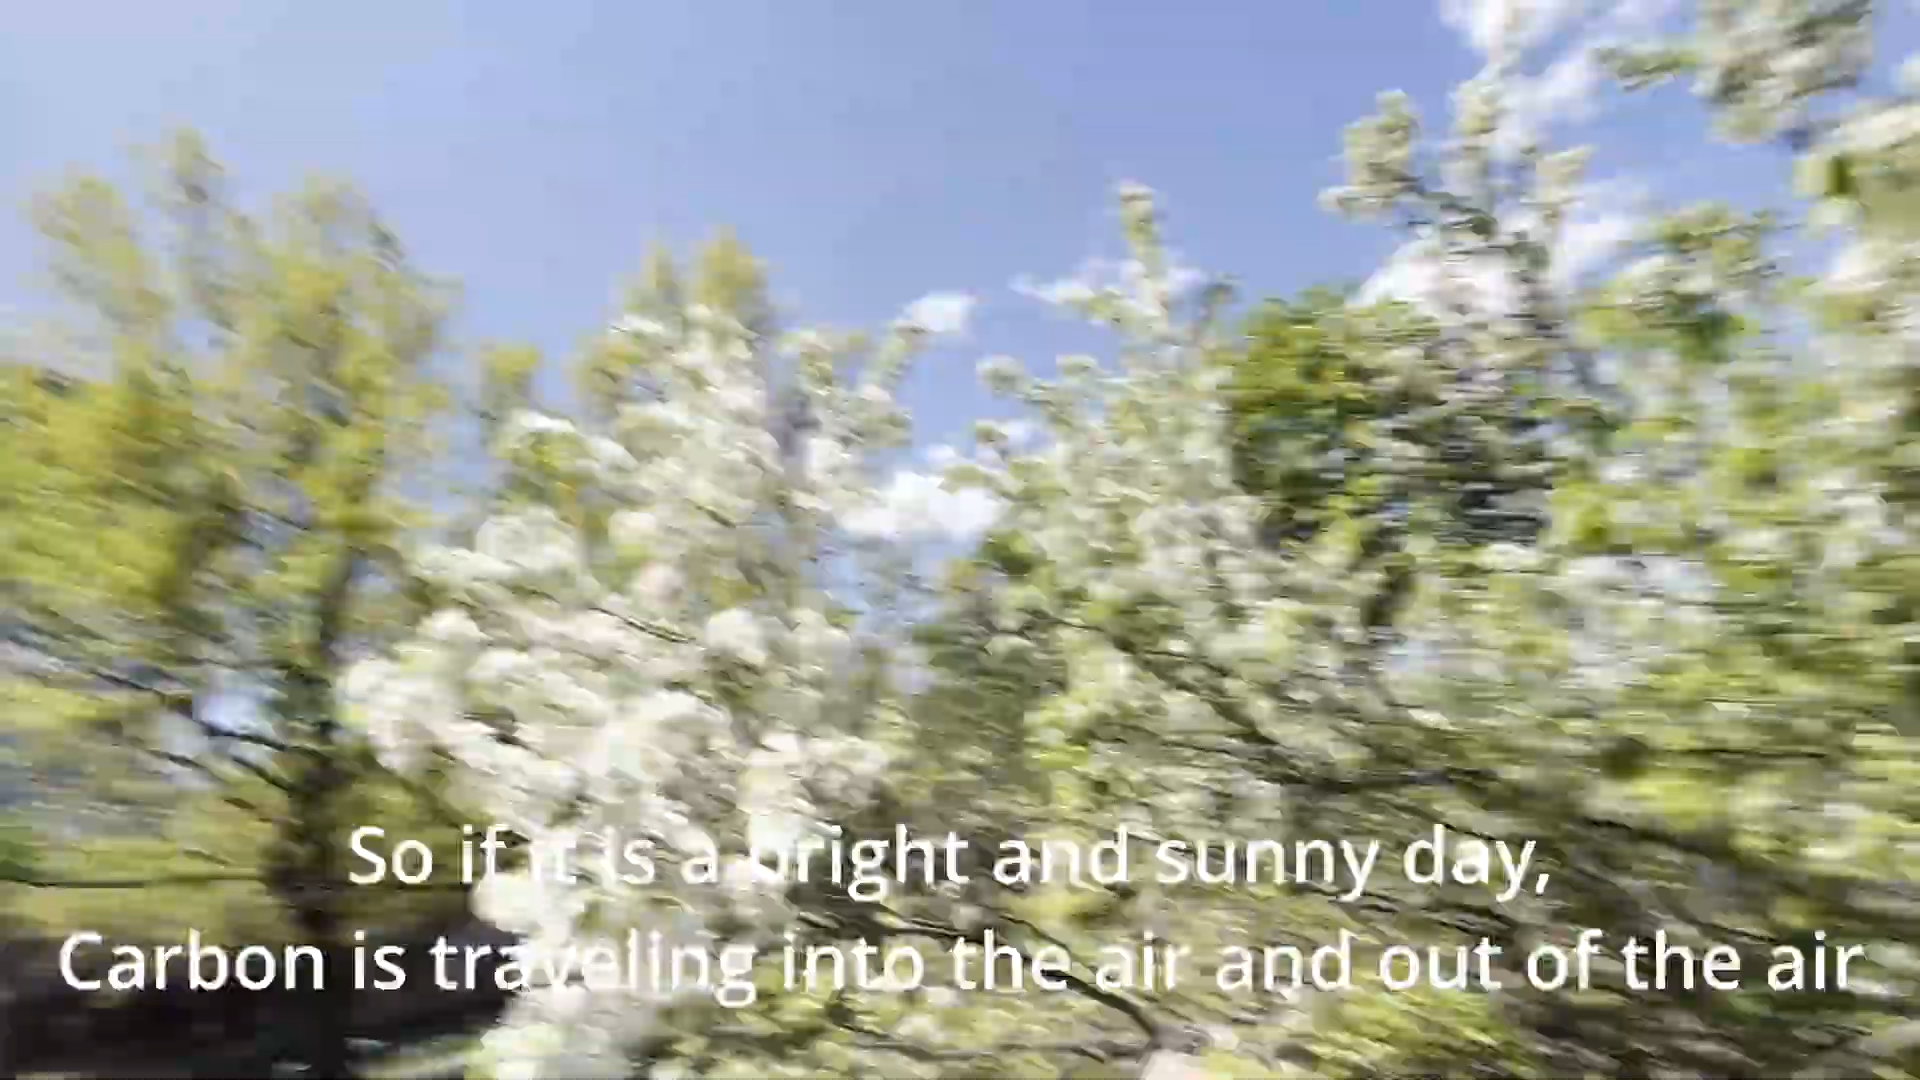 So if it is a bright and sunny day,
Carbon is traveling into the air and out of the air